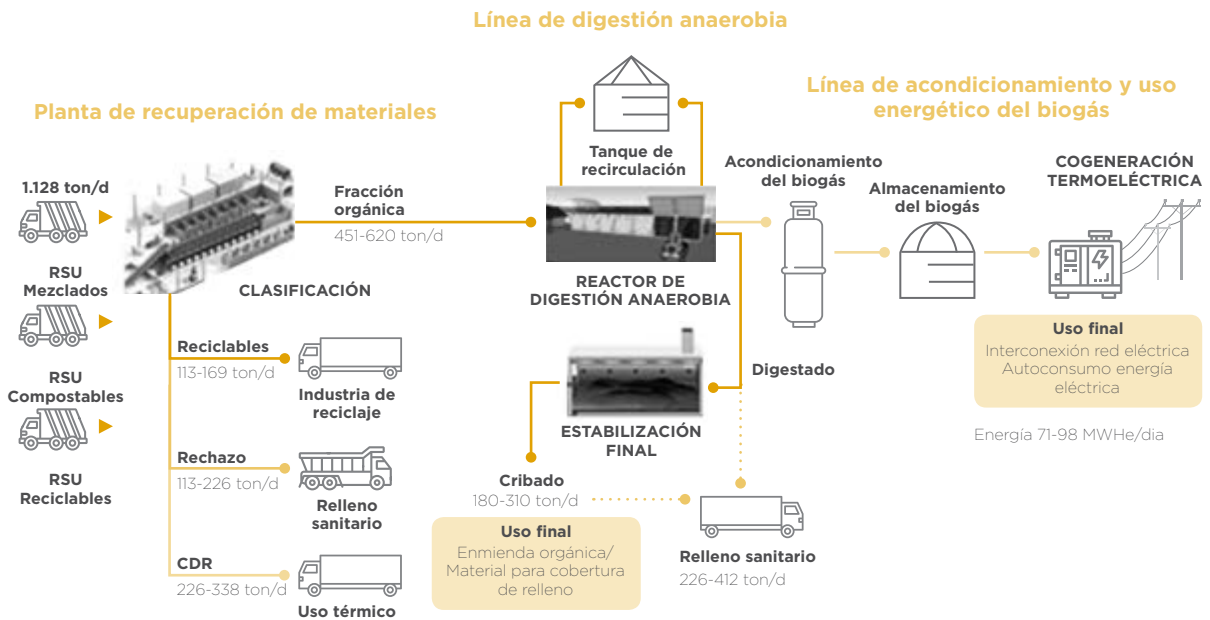 Línea de digestión anaerobia
Planta de recuperación de materiales
Línea de acondicionamiento y uso
energético del biogás
1.128 ton/d
RSU
Mezclados
RSU
Compostables
RSU
Reciclables
CLASIFICACIÓN
Fracción
orgánica
451-620 ton/d
Reciclables
113-169 ton/d
Industria de
reciclaje
Rechazo
113-226 ton/d
Relleno
sanitario
CDR
226-338 ton/d
Uso térmico
Tanque de
recirculación
REACTOR DE
DIGESTIÓN ANAEROBIA
Digestado
ESTABILIZACIÓN
FINAL
Cribado
180-310 ton/d
Uso final
Enmienda orgánica/
Material para cobertura
de relleno
Relleno sanitario
226-412 ton/d
Acondicionamiento
del biogás
Almacenamiento
del biogás
COGENERACIÓN
TERMOELÉCTRICA
Uso final
Interconexión red eléctrica
Autoconsumo energía
eléctrica
Energía 71-98 MWHe/dia